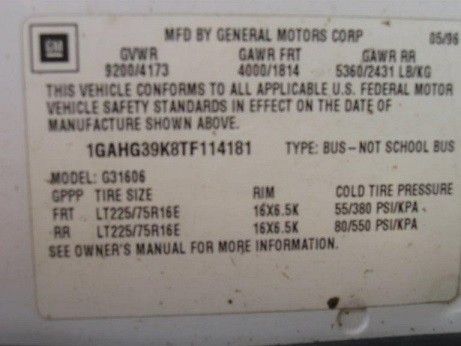 GM
MFD BY GENERAL MOTORS CORP 05/96
GVWR GAWR FRT GAWR RR
9200/4173 4000/1814 5360/2431 LB/KG
THIS VEHICLE CONFORMS TO ALL APPLICABLE U.S. FEDERAL MOTOR
VEHICLE SAFETY STANDARDS IN EFFECT ON THE DATE OF
MANUFACTURE SHOWN ABOVE.
1GAHG39K8TF114181 TYPE: BUS-NOT SCHOOL BUS
MODEL: G31606
GPPP TIRE SIZE RIM COLD TIRE PRESSURE
FRT LT225/75R16E 16X6.5K 55/380 PSI/KPA
RR LT225/75R16E 16X6.5K 80/550 PSI/KPA
SEE OWNER'S MANUAL FOR MORE INFORMATION.